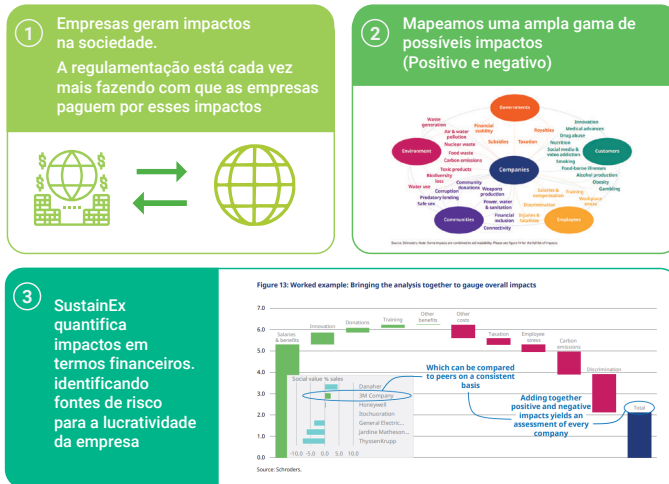 1
Empresas geram impactos
na sociedade.
A regulamentação está cada vez
mais fazendo com que as empresas
paguem por esses impactos
2
Mapeamos uma ampla gama de
possíveis impactos
(Positivo e negativo)
Governments
Waste
generation
Air & water
pollution
Nuclear waste
Food waste
Carbon emissions
Toxic products
Biodiversity
loss
Water use
Financial
stability
Subsidies
Royalties
Taxation
Innovation
Medical advances
Drug abuse
Nutrition
Social media &
video addiction
Smoking
Food-borne illnesses
Alcohol production
Obesity
Gambling
Environment
Companies
Customers
Community
donations
Corruption
Predatory lending
Safe use
Weapons
production
Power, water
& sanitation
Financial
inclusion
Connectivity
Salaries &
compensation
Training
Discrimination
Workplace
stress
Injuries &
fatalities
Communities
Employees
3
SustainEx
quantifica
impactos em
termos financeiros.
identificando
fontes de risco
para a lucratividade
da empresa
Figure 13: Worked example: Bringing the analysis together to gauge overall impacts
7.0
6.0
5.0
4.0
3.0
2.0
1.0
0.0
Salaries
& benefits
Innovation
Donations
Training
Other
benefits
Other
costs
Taxation
Employee
stress
Carbon
emissions
Discrimination
Total
Social value % sales
Danaher
3M Company
Honeywell
Itochuoration
General Electric...
Jardine Matheson...
ThyssenKrupp
-10.0 -5.0 0.0 5.0 10.0
Which can be compared
to peers on a consistent
basis
Adding together
positive and negative
impacts yields an
assessment of every
company
Source: Schroders.